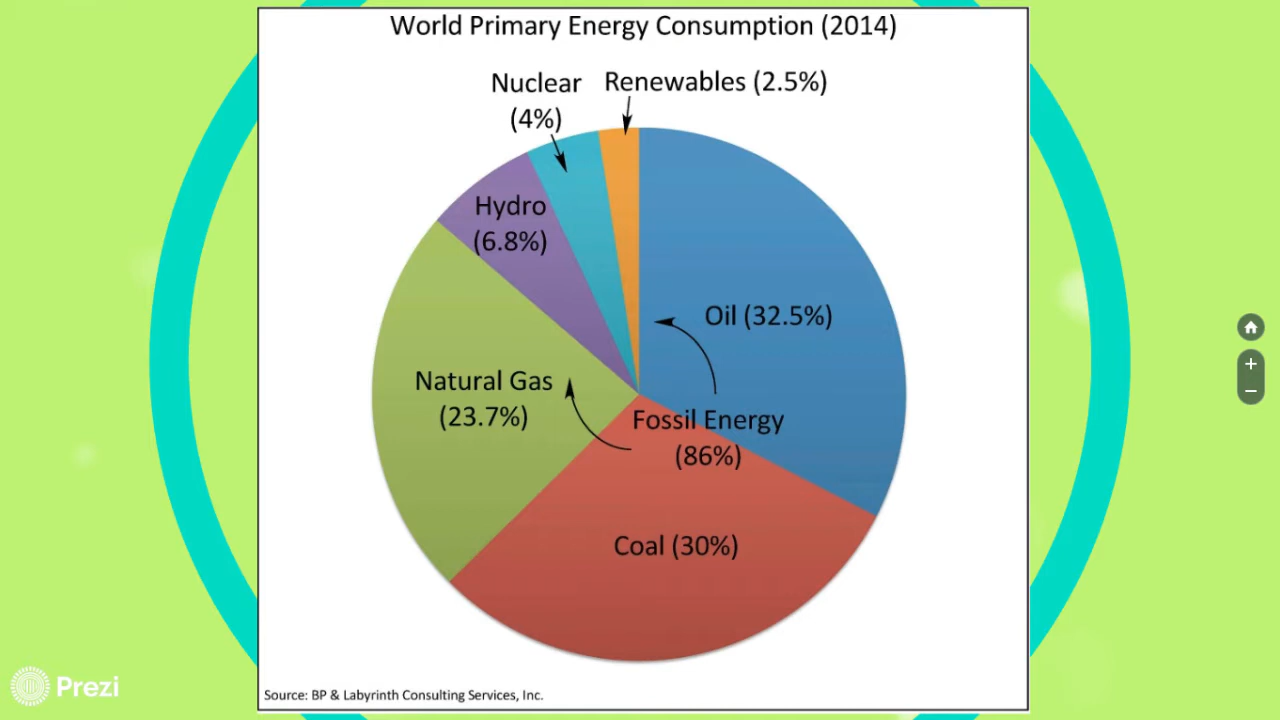 World Primary Energy Consumption (2014)
Nuclear
(4%)
Renewables (2.5%)
Hydro
(6.8%)
Oil (32.5%)
Natural Gas
(23.7%)
Fossil Energy
(86%)
Coal (30%)
Source: BP & Labyrinth Consulting Services, Inc.
Prezi